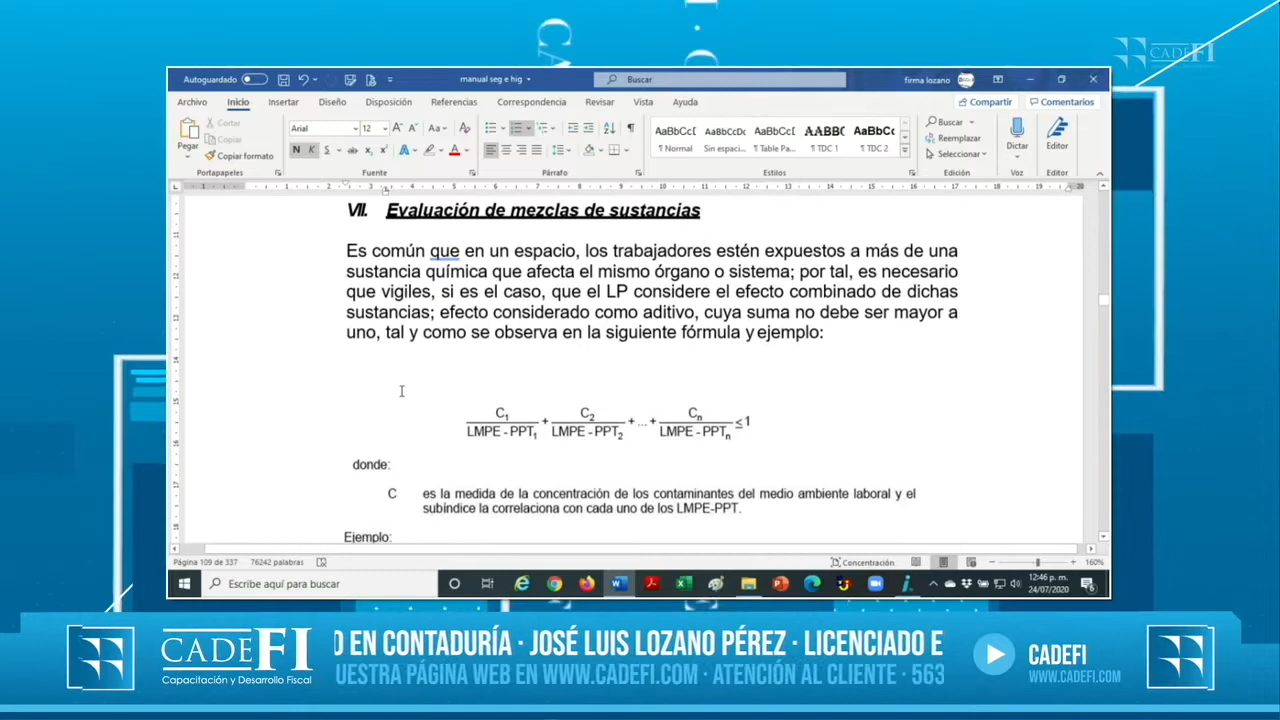 CADEFI
Autoguardado
manual seg e hig
Buscar
firma lozano
Archivo Inicio Insertar Diseño Disposición Referencias Correspondencia Revisar Vista Ayuda Compartir Comentarios
Pegar
Cortar
Copiar
Copiar formato
Portapapeles
Arial 12
N K S
Fuente
Párrafo
AaBbCcI AaBbCcDc AaBbCcI AABBC AaBbCc
¶ Normal Sin espaci... ¶ Table Pa... ¶ TDC 1 ¶ TDC 2
Estilos
Buscar
Reemplazar
Seleccionar
Edición
Dictar
Voz
Editor
Editor
VII. Evaluación de mezclas de sustancias
Es común que en un espacio, los trabajadores estén expuestos a más de una
sustancia química que afecta el mismo órgano o sistema; por tal, es necesario
que vigiles, si es el caso, que el LP considere el efecto combinado de dichas
sustancias; efecto considerado como aditivo, cuya suma no debe ser mayor a
uno, tal y como se observa en la siguiente fórmula y ejemplo:
C1 C2 Cn
+ + ... + ≤ 1
LMPE - PPT1 LMPE - PPT2 LMPE - PPTn
donde:
C es la medida de la concentración de los contaminantes del medio ambiente laboral y el
subíndice la correlaciona con cada uno de los LMPE-PPT.
Ejemplo:
Página 109 de 337 76242 palabras Concentración 160%
Escribe aquí para buscar
12:46 p. m.
24/07/2020
CADEFI
Capacitación y Desarrollo Fiscal
O EN CONTADURÍA · JOSÉ LUIS LOZANO PÉREZ · LICENCIADO E
UESTRA PÁGINA WEB EN WWW.CADEFI.COM · ATENCIÓN AL CLIENTE · 563
CADEFI
WWW.CADEFI.COM